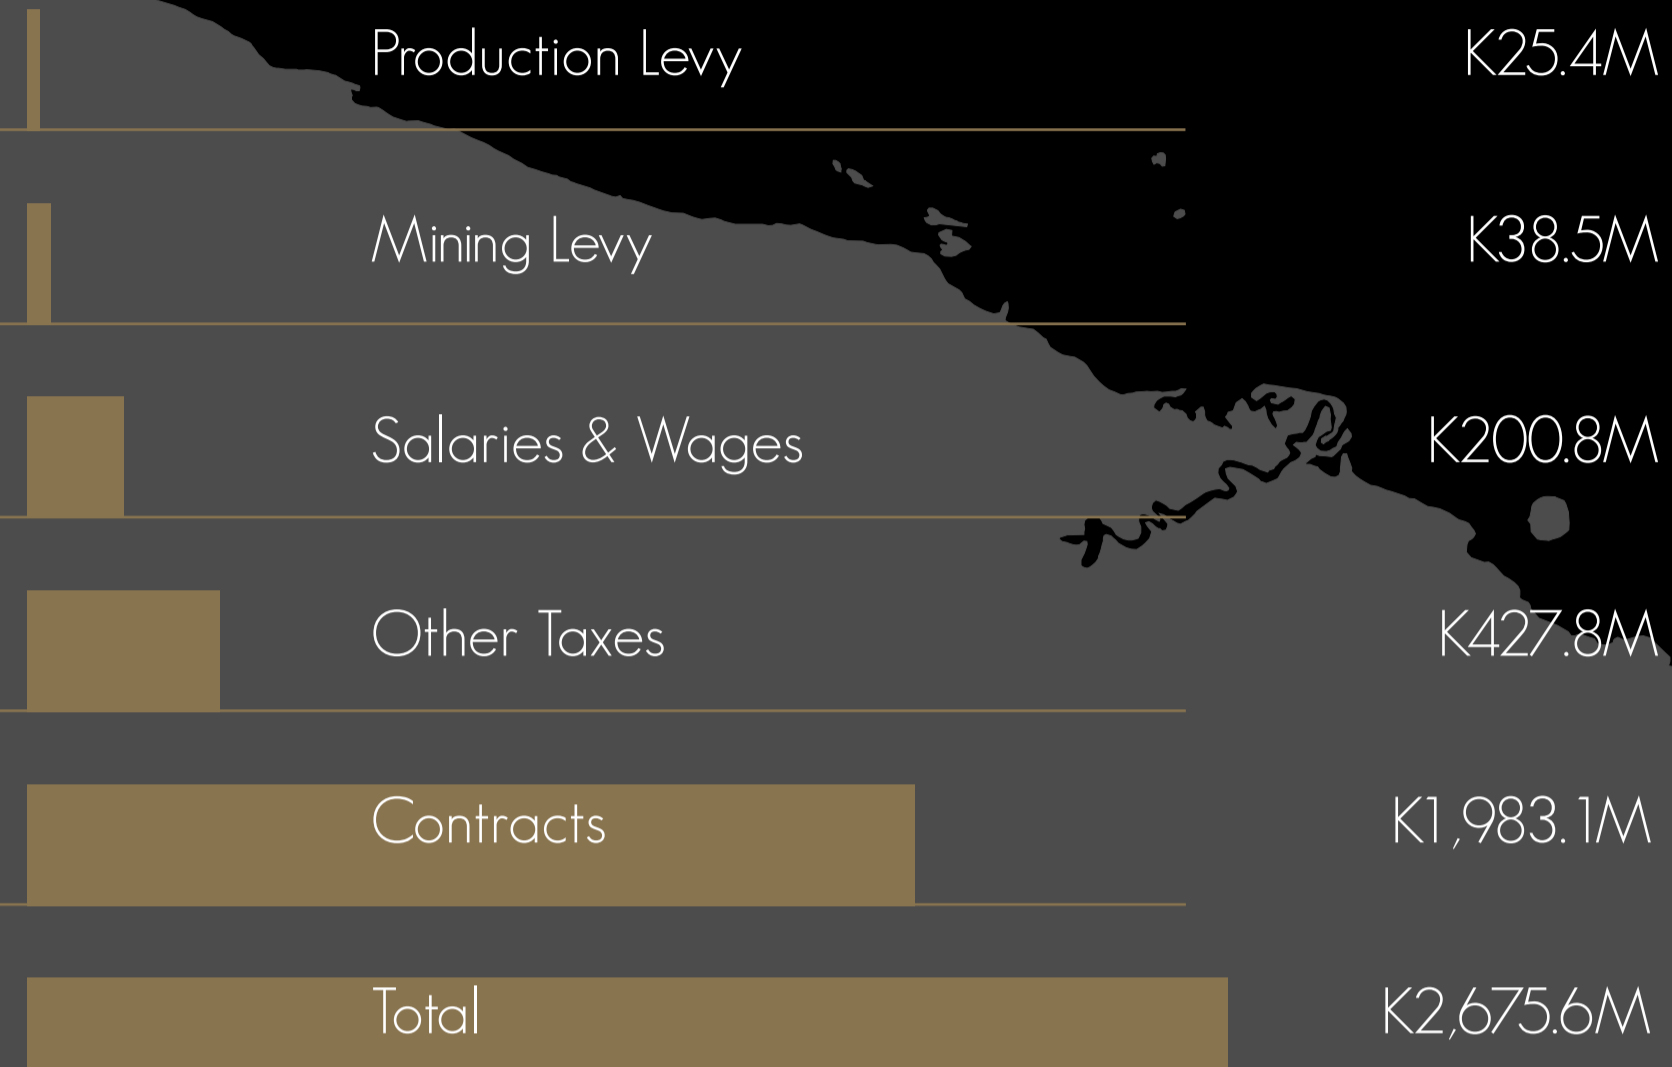 Production Levy K25.4M
Mining Levy K38.5M
Salaries & Wages K200.8M
Other Taxes K427.8M
Contracts K1,983.1M
Total K2,675.6M